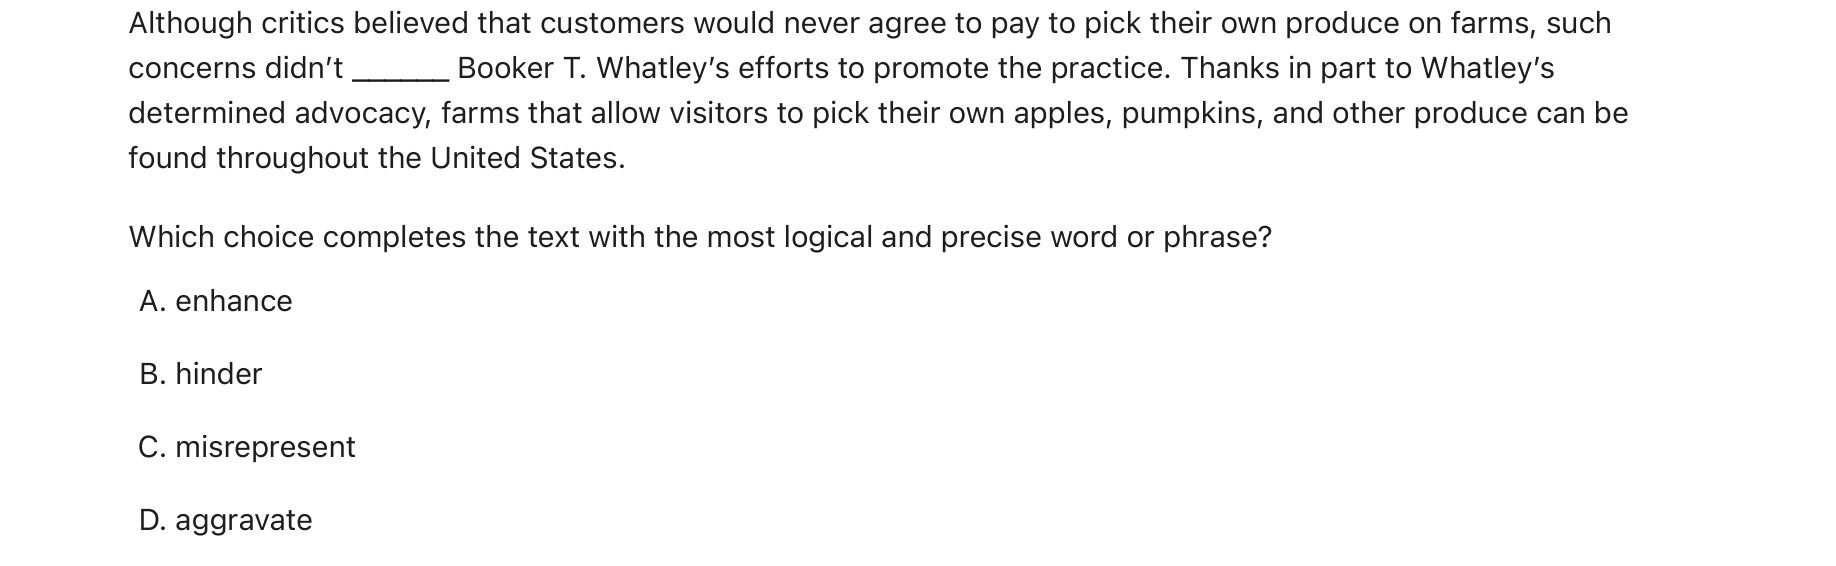 Although critics believed that customers would never agree to pay to pick their own produce on farms, such
concerns didn’t ______ Booker T. Whatley’s efforts to promote the practice. Thanks in part to Whatley’s
determined advocacy, farms that allow visitors to pick their own apples, pumpkins, and other produce can be
found throughout the United States.
Which choice completes the text with the most logical and precise word or phrase?
A. enhance
B. hinder
C. misrepresent
D. aggravate